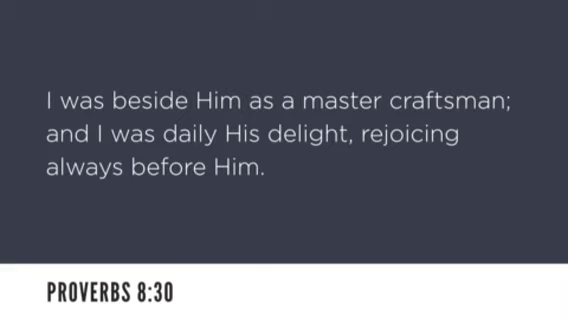 I was beside Him as a master craftsman;
and I was daily His delight, rejoicing
always before Him.
PROVERBS 8:30